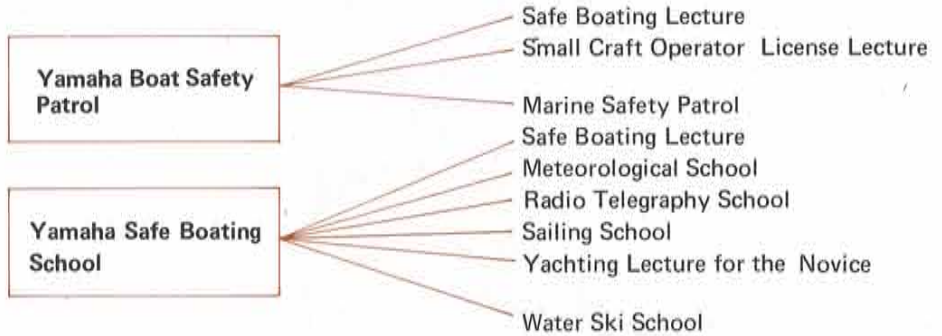 Yamaha Boat Safety
Patrol
Safe Boating Lecture
Small Craft Operator License Lecture
Marine Safety Patrol
Yamaha Safe Boating
School
Safe Boating Lecture
Meteorological School
Radio Telegraphy School
Sailing School
Yachting Lecture for the Novice
Water Ski School